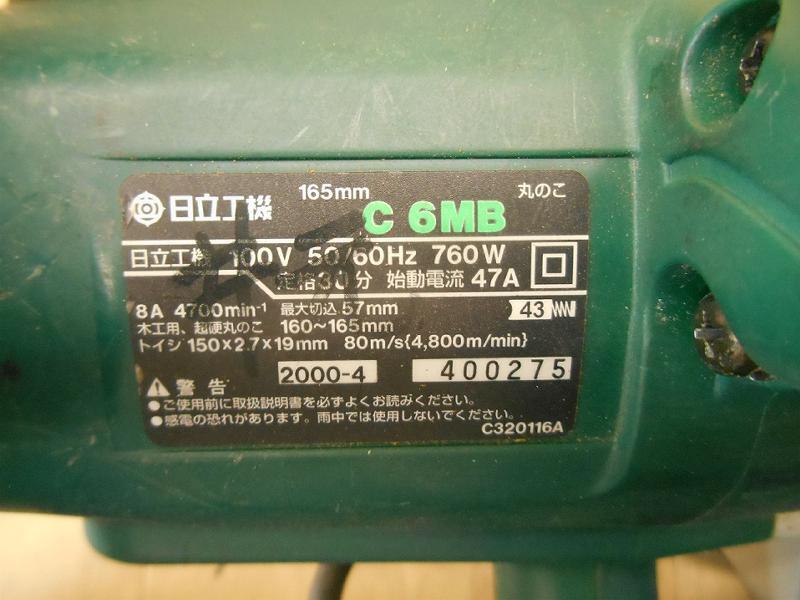 日立工機 165mm 丸のこ
C 6MB
日立工機 100V 50/60Hz 760W
定格30分 始動電流 47A
8A 4700min⁻¹ 最大切込 57mm 43
木工用、超硬丸のこ 160~165mm
トイシ 150×2.7×19mm 80m/s{4,800m/min}
警告 2000-4 400275
●ご使用前に取扱説明書を必ずよくお読みください。
●感電の恐れがあります。雨中では使用しないでください。
C320116A